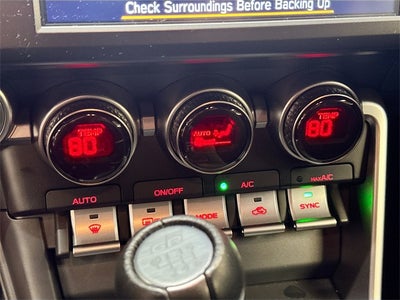 Check Surroundings Before Backing Up
TEMP
80
AUTO
TEMP
80
AUTO
ON/OFF
A/C
MAX A/C
MODE
SYNC